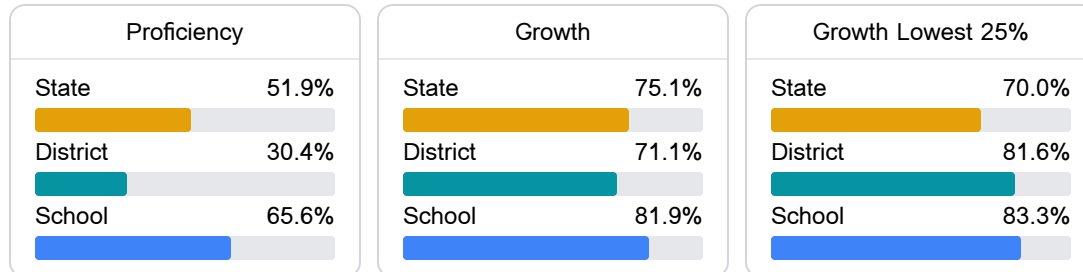 Proficiency
State 51.9%
District 30.4%
School 65.6%
Growth
State 75.1%
District 71.1%
School 81.9%
Growth Lowest 25%
State 70.0%
District 81.6%
School 83.3%